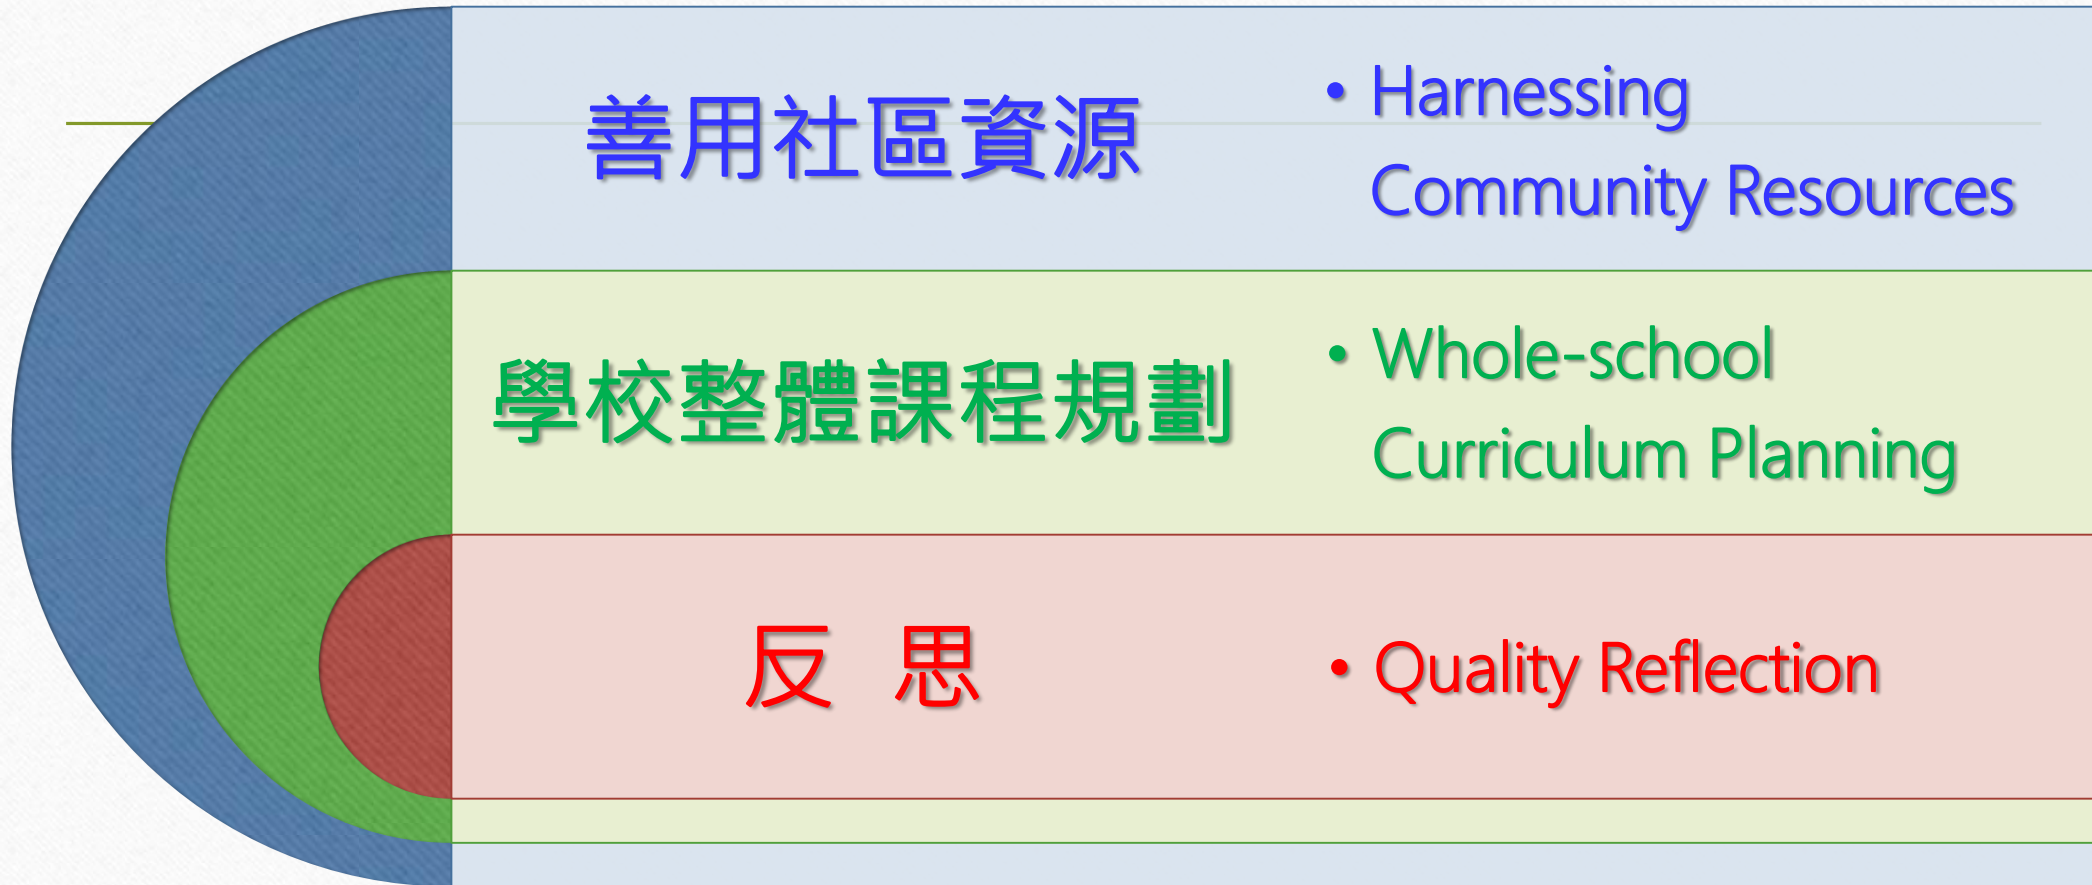 善用社區資源
• Harnessing
Community Resources
學校整體課程規劃
• Whole-school
Curriculum Planning
反 思
• Quality Reflection